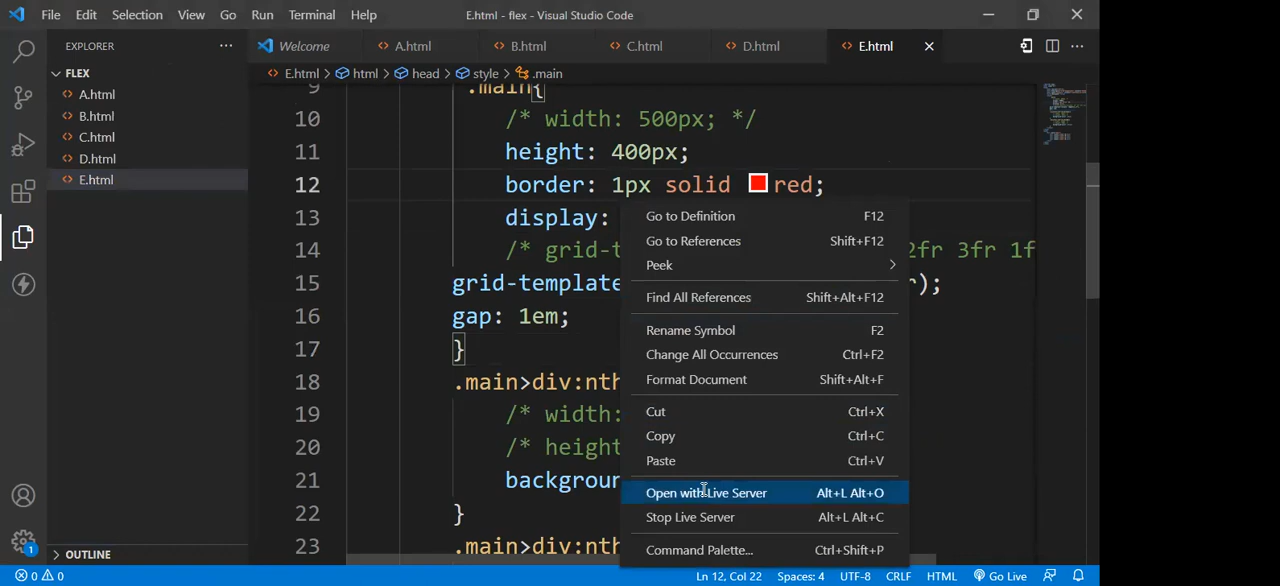 File Edit Selection View Go Run Terminal Help E.html - flex - Visual Studio Code
EXPLORER
Welcome A.html B.html C.html D.html E.html
FLEX
E.html > html > head > style > .main
A.html
B.html
C.html
D.html
E.html
9 .main{
10 /* width: 500px; */
11 height: 400px;
12 border: 1px solid red;
13 display:
14 /* grid-t 2fr 3fr 1f
15 grid-template r);
16 gap: 1em;
17 }
18 .main>div:nth
19 /* width:
20 /* height
21 backgroun
22 }
23 .main>div:nth
Go to Definition F12
Go to References Shift+F12
Peek
Find All References Shift+Alt+F12
Rename Symbol F2
Change All Occurrences Ctrl+F2
Format Document Shift+Alt+F
Cut Ctrl+X
Copy Ctrl+C
Paste Ctrl+V
Open with Live Server Alt+L Alt+O
Stop Live Server Alt+L Alt+C
Command Palette... Ctrl+Shift+P
1
OUTLINE
0 0 Ln 12, Col 22 Spaces: 4 UTF-8 CRLF HTML Go Live